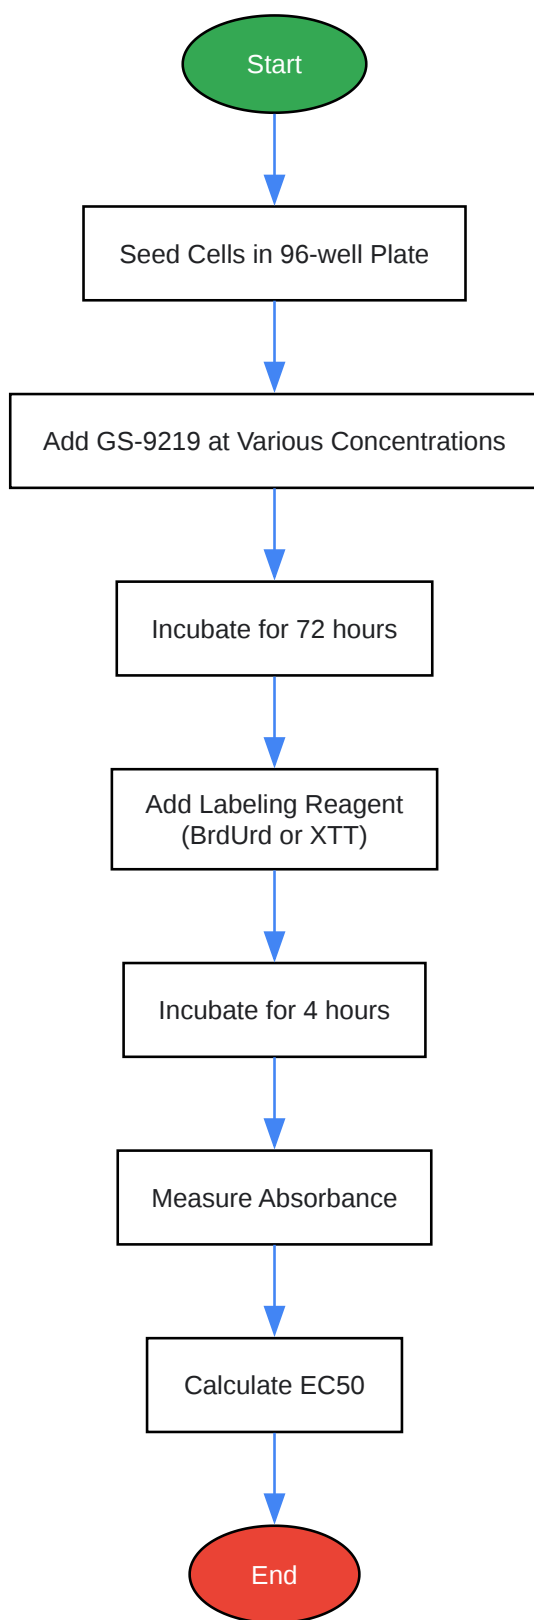 Start
Seed Cells in 96-well Plate
Add GS-9219 at Various Concentrations
Incubate for 72 hours
Add Labeling Reagent
(BrdUrd or XTT)
Incubate for 4 hours
Measure Absorbance
Calculate EC50
End